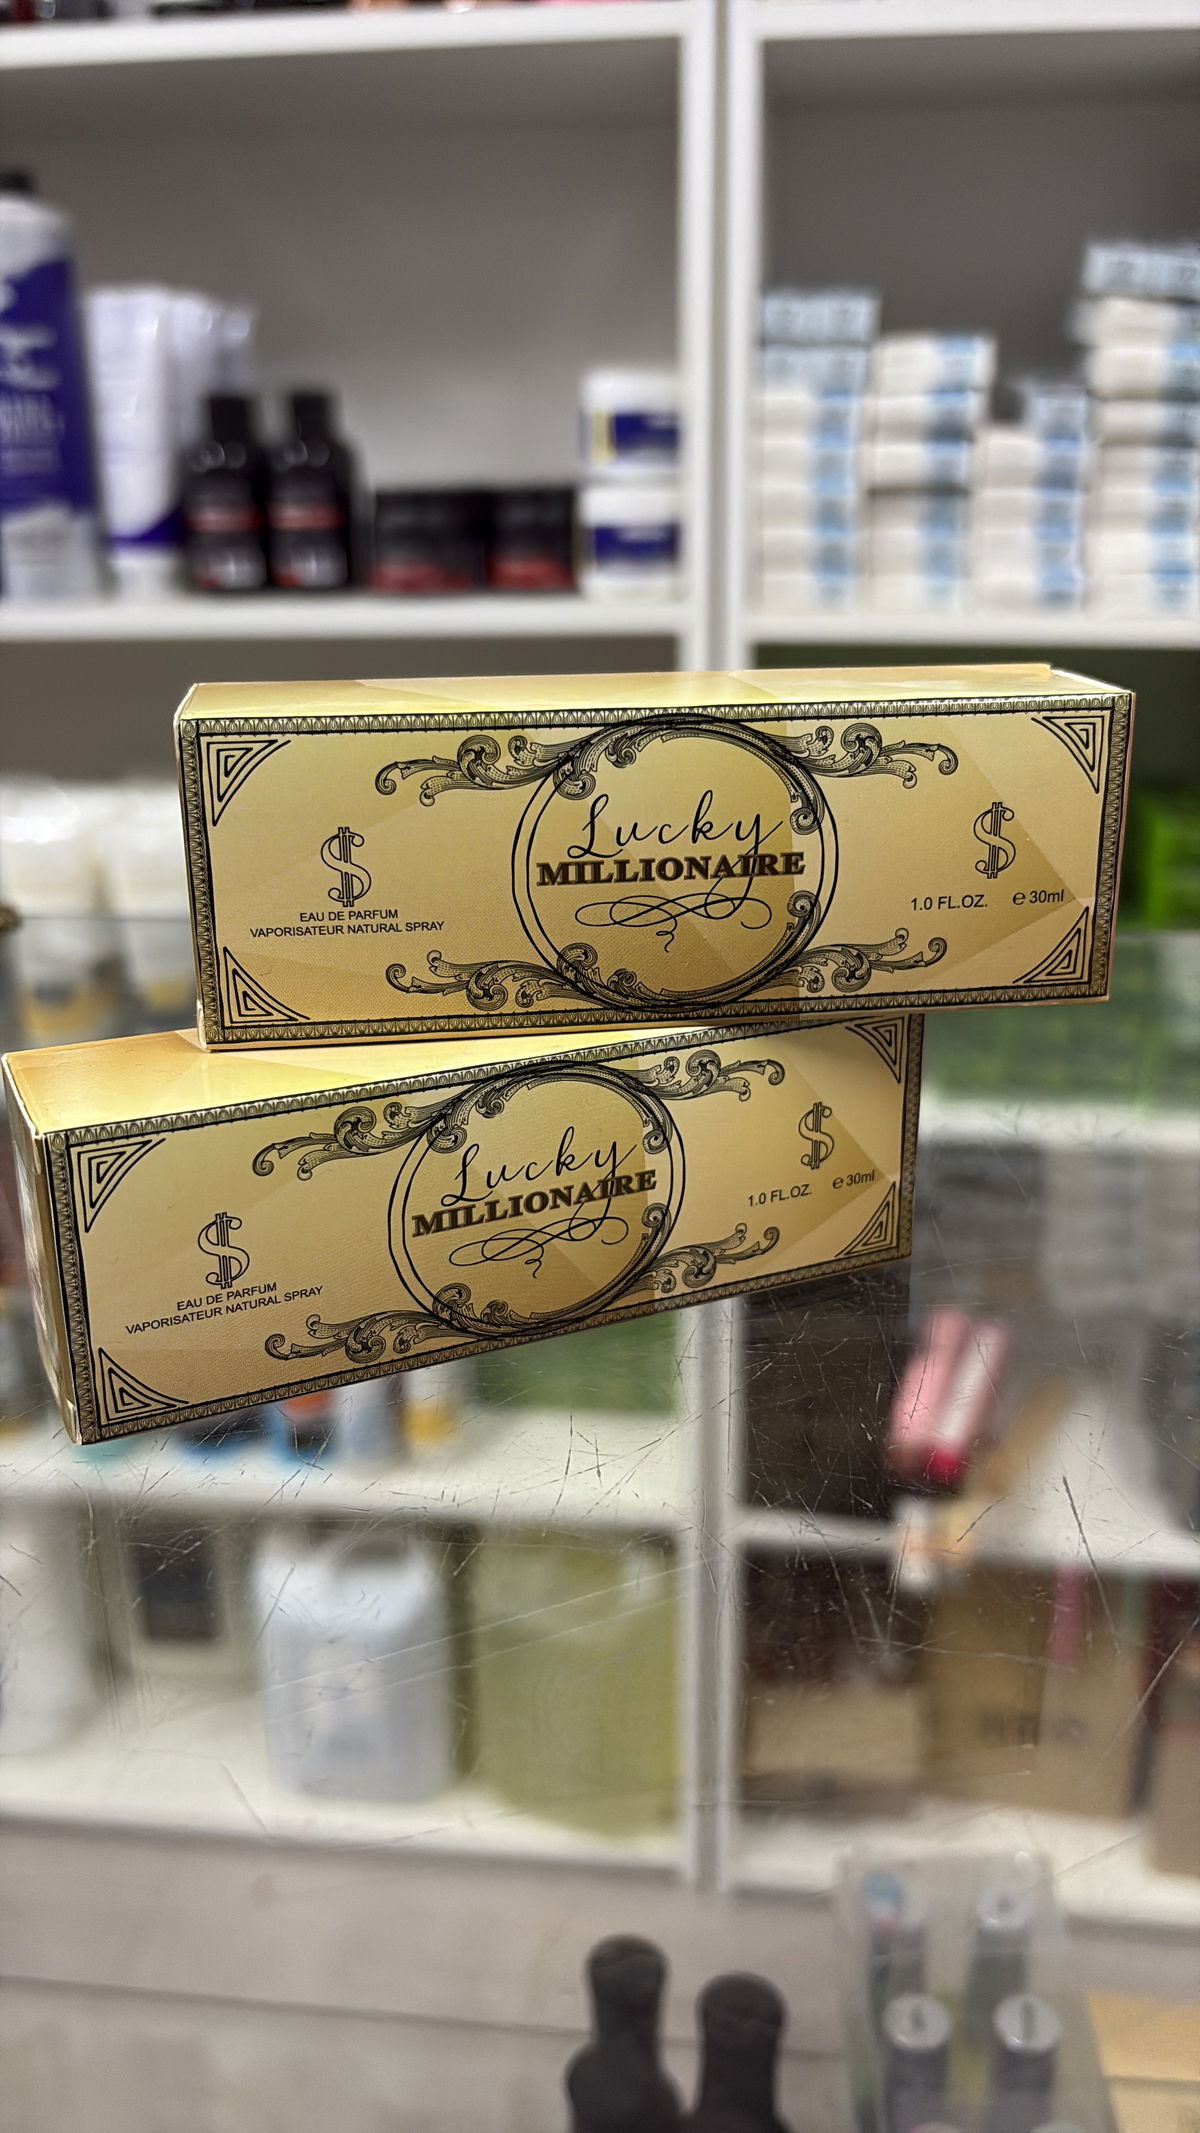 Lucky
MILLIONAIRE
$
EAU DE PARFUM
VAPORISATEUR NATURAL SPRAY
$
1.0 FL.OZ. ℮ 30ml
Lucky
MILLIONAIRE
$
EAU DE PARFUM
VAPORISATEUR NATURAL SPRAY
$
1.0 FL.OZ. ℮ 30ml